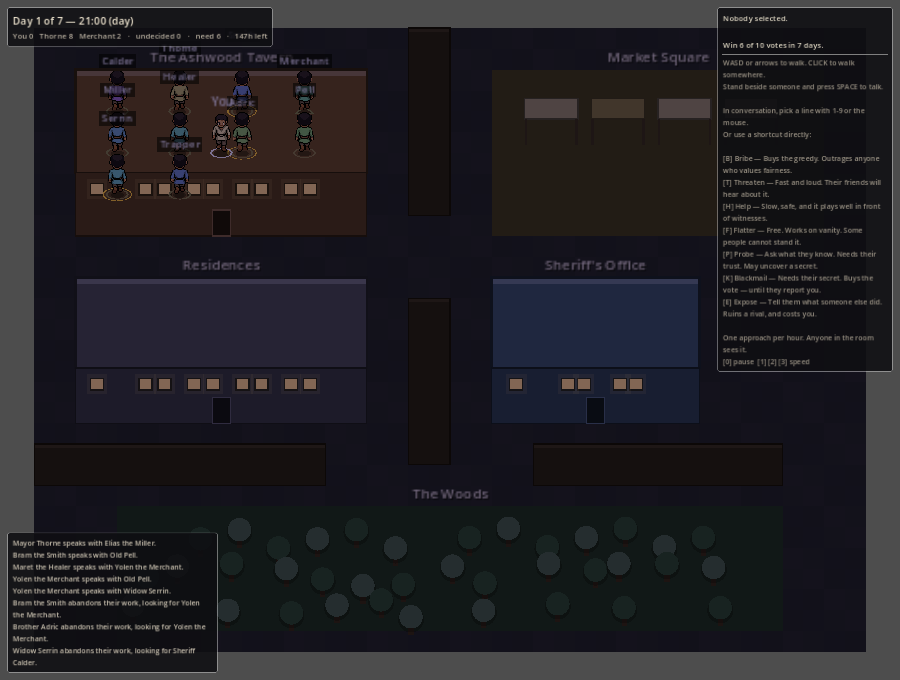 Day 1 of 7 — 21:00 (day)
You 0 Thorne 8 Merchant 2 · undecided 0 · need 6 · 147h left
Nobody selected.
Win 6 of 10 votes in 7 days.
WASD or arrows to walk. CLICK to walk
somewhere.
Stand beside someone and press SPACE to talk.
In conversation, pick a line with 1-9 or the
mouse.
Or use a shortcut directly:
[B] Bribe — Buys the greedy. Outrages anyone
who values fairness.
[T] Threaten — Fast and loud. Their friends will
hear about it.
[H] Help — Slow, safe, and it plays well in front
of witnesses.
[F] Flatter — Free. Works on vanity. Some
people cannot stand it.
[P] Probe — Ask what they know. Needs their
trust. May uncover a secret.
[K] Blackmail — Needs their secret. Buys the
vote — until they report you.
[E] Expose — Tell them what someone else did.
Ruins a rival, and costs you.
One approach per hour. Anyone in the room
sees it.
[0] pause [1][2][3] speed
The Ashwood Tave
Market Square
Thorne
Calder
Merchant
Healer
Miller
Pell
You
Serrin
Trapper
Residences
Sheriff's Office
The Woods
Mayor Thorne speaks with Elias the Miller.
Bram the Smith speaks with Old Pell.
Maret the Healer speaks with Yolen the Merchant.
Yolen the Merchant speaks with Old Pell.
Yolen the Merchant speaks with Widow Serrin.
Bram the Smith abandons their work, looking for Yolen
the Merchant.
Brother Adric abandons their work, looking for Yolen the
Merchant.
Widow Serrin abandons their work, looking for Sheriff
Calder.